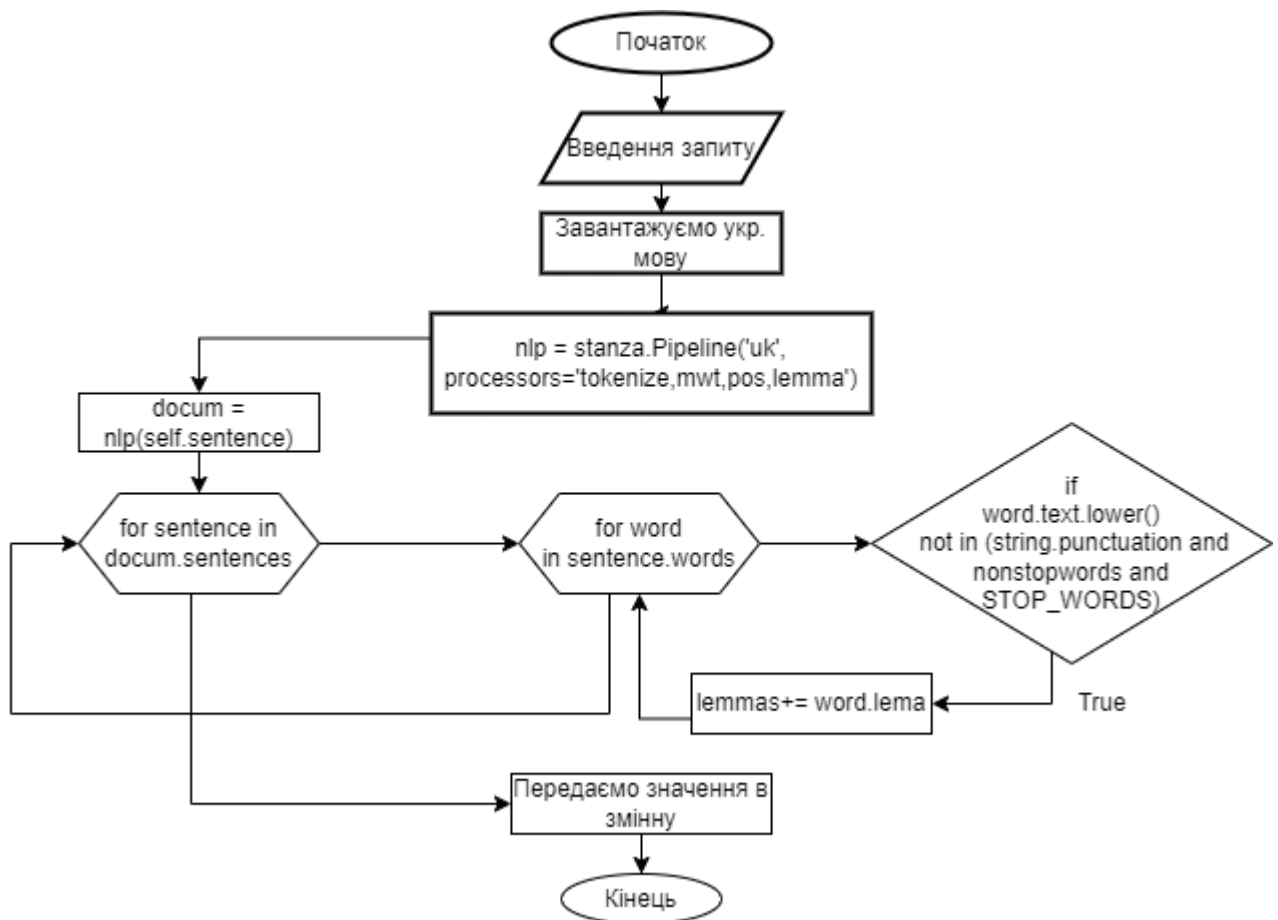 Початок
Введення запиту
Завантажуємо укр.
мову
nlp = stanza.Pipeline('uk',
processors='tokenize,mwt,pos,lemma')
docum =
nlp(self.sentence)
for sentence in
docum.sentences
for word
in sentence.words
if
word.text.lower()
not in (string.punctuation and
nonstopwords and
STOP_WORDS)
lemmas+= word.lema
True
Передаємо значення в
змінну
Кінець